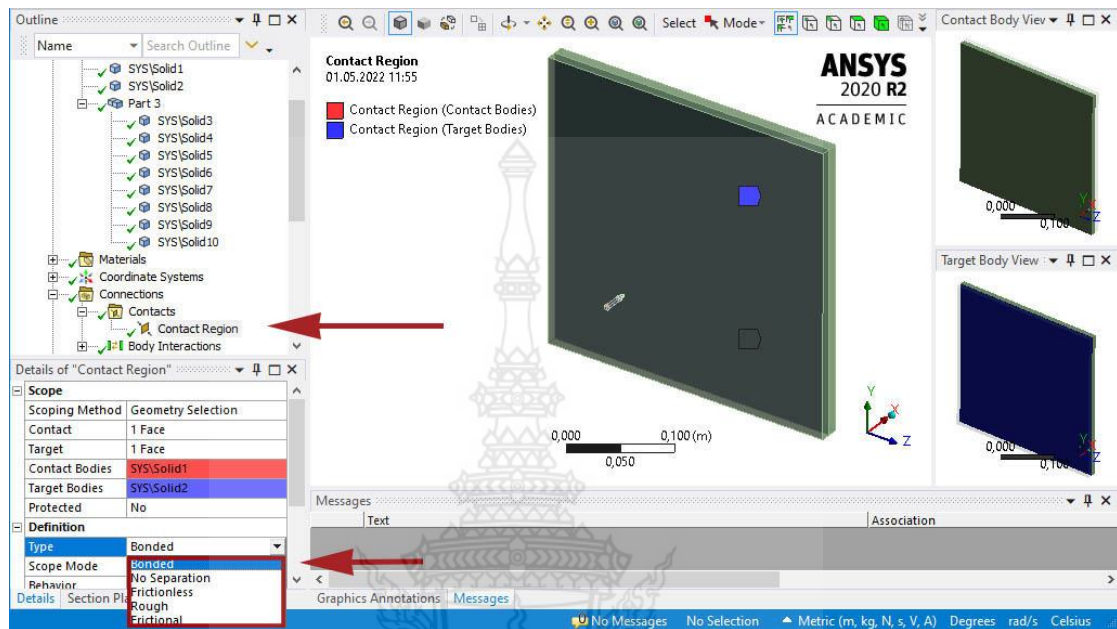 Outline
Name Search Outline
SYS\Solid1
SYS\Solid2
Part 3
SYS\Solid3
SYS\Solid4
SYS\Solid5
SYS\Solid6
SYS\Solid7
SYS\Solid8
SYS\Solid9
SYS\Solid10
Materials
Coordinate Systems
Connections
Contacts
Contact Region
Body Interactions
Details of "Contact Region"
Scope
Scoping Method Geometry Selection
Contact 1 Face
Target 1 Face
Contact Bodies SYS\Solid1
Target Bodies SYS\Solid2
Protected No
Definition
Type Bonded
Scope Mode Bonded
No Separation
Behavior Frictionless
Rough
Frictional
Details Section Pla
Select Mode
Contact Region
01.05.2022 11:55
Contact Region (Contact Bodies)
Contact Region (Target Bodies)
ANSYS
2020 R2
ACADEMIC
0,000 0,100 (m)
0,050
Y
X
Z
Messages
Text Association
Graphics Annotations Messages
Contact Body View
0,000
0,100
Y
X
Z
Target Body View
0,000
0,100
Y
X
Z
No Messages No Selection Metric (m, kg, N, s, V, A) Degrees rad/s Celsius